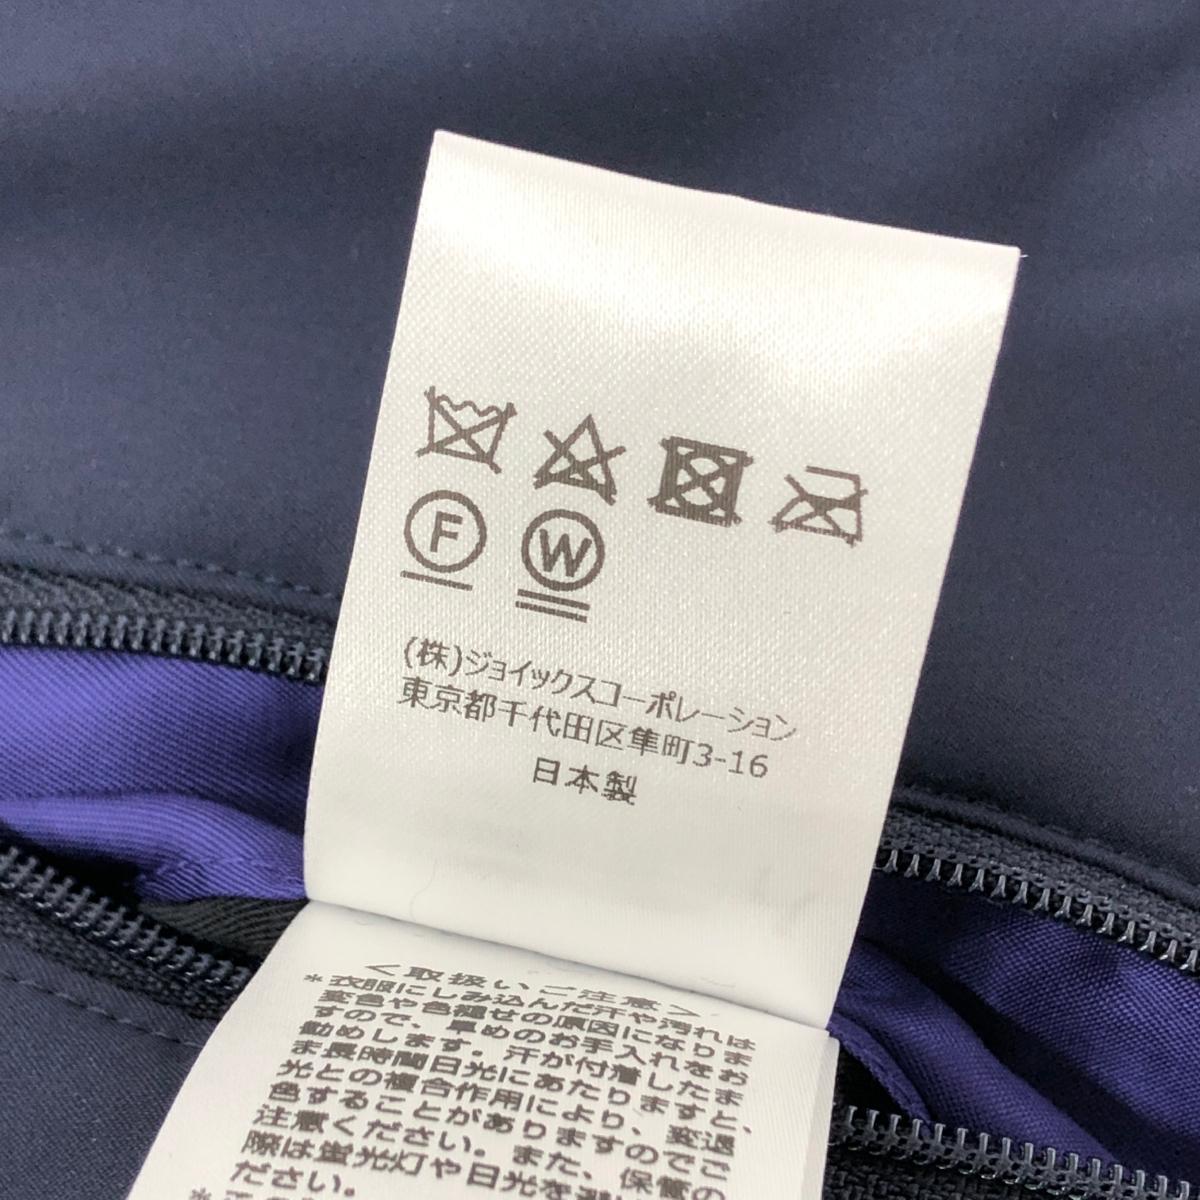 F W
(株)ジョイックスコーポレーション
東京都千代田区隼町3-16
日本製
<取扱いご注意>
*衣服にしみ込んだ汗や汚れは
変色や色褪せの原因になりま
すので、早めのお手入れをお
勧めします。汗が付着したま
ま長時間日光にあたりますと、
光との複合作用により、変退
色することがありますのでご
注意ください。また、保管の
際は蛍光灯や日光を
ださい。